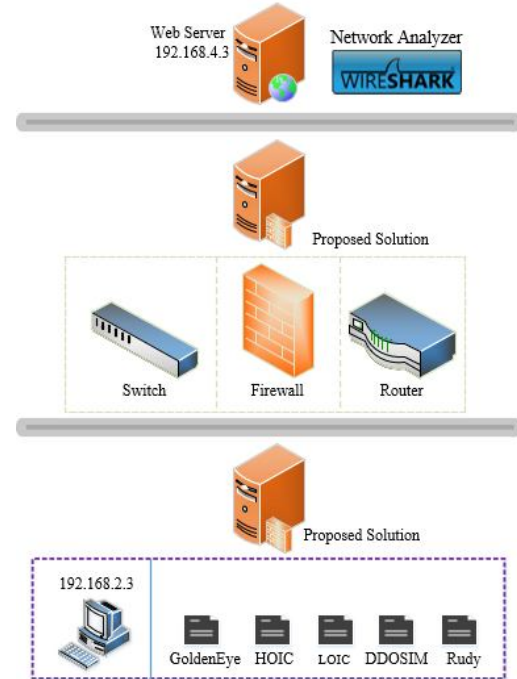 Web Server
192.168.4.3
Network Analyzer
WIRESHARK
Proposed Solution
Switch
Firewall
Router
Proposed Solution
192.168.2.3
GoldenEye
HOIC
LOIC
DDOSIM
Rudy